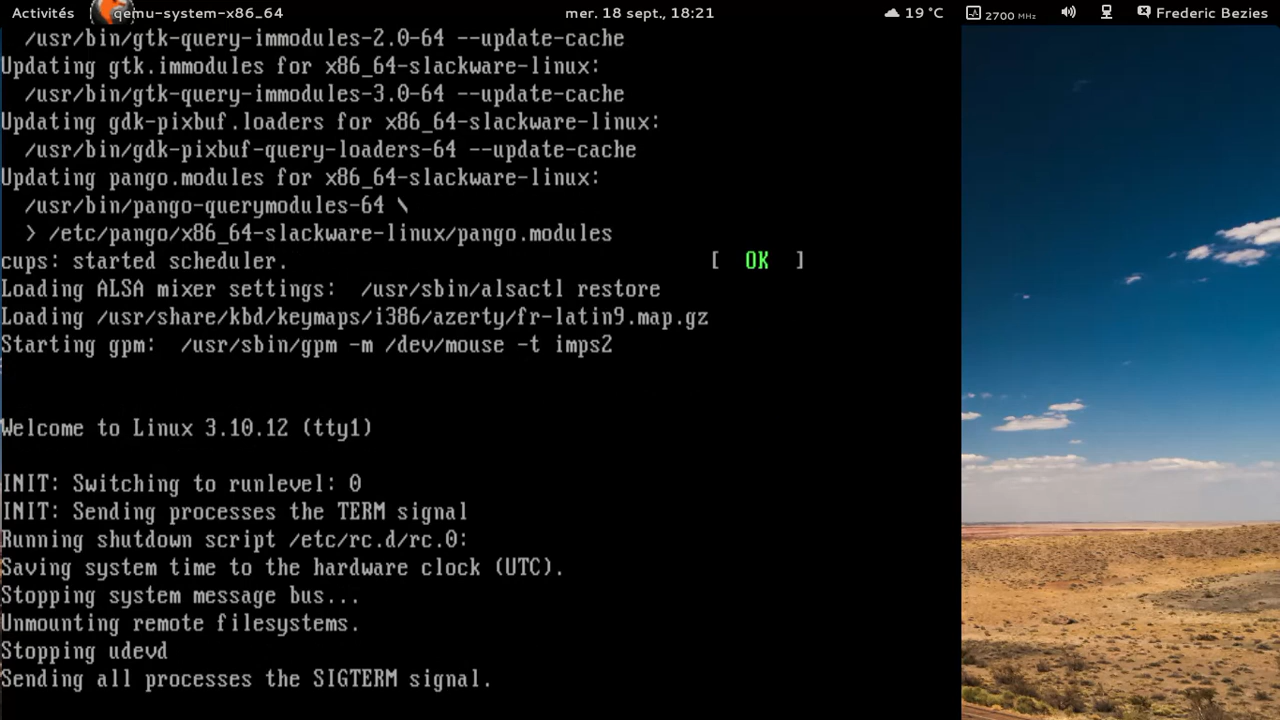 Activités qemu-system-x86_64 mer. 18 sept., 18:21 19 °C 2700 MHz Frederic Bezies
/usr/bin/gtk-query-immodules-2.0-64 --update-cache
Updating gtk.immodules for x86_64-slackware-linux:
/usr/bin/gtk-query-immodules-3.0-64 --update-cache
Updating gdk-pixbuf.loaders for x86_64-slackware-linux:
/usr/bin/gdk-pixbuf-query-loaders-64 --update-cache
Updating pango.modules for x86_64-slackware-linux:
/usr/bin/pango-querymodules-64 \
> /etc/pango/x86_64-slackware-linux/pango.modules
cups: started scheduler. [ OK ]
Loading ALSA mixer settings: /usr/sbin/alsactl restore
Loading /usr/share/kbd/keymaps/i386/azerty/fr-latin9.map.gz
Starting gpm: /usr/sbin/gpm -m /dev/mouse -t imps2
Welcome to Linux 3.10.12 (tty1)
INIT: Switching to runlevel: 0
INIT: Sending processes the TERM signal
Running shutdown script /etc/rc.d/rc.0:
Saving system time to the hardware clock (UTC).
Stopping system message bus...
Unmounting remote filesystems.
Stopping udevd
Sending all processes the SIGTERM signal.